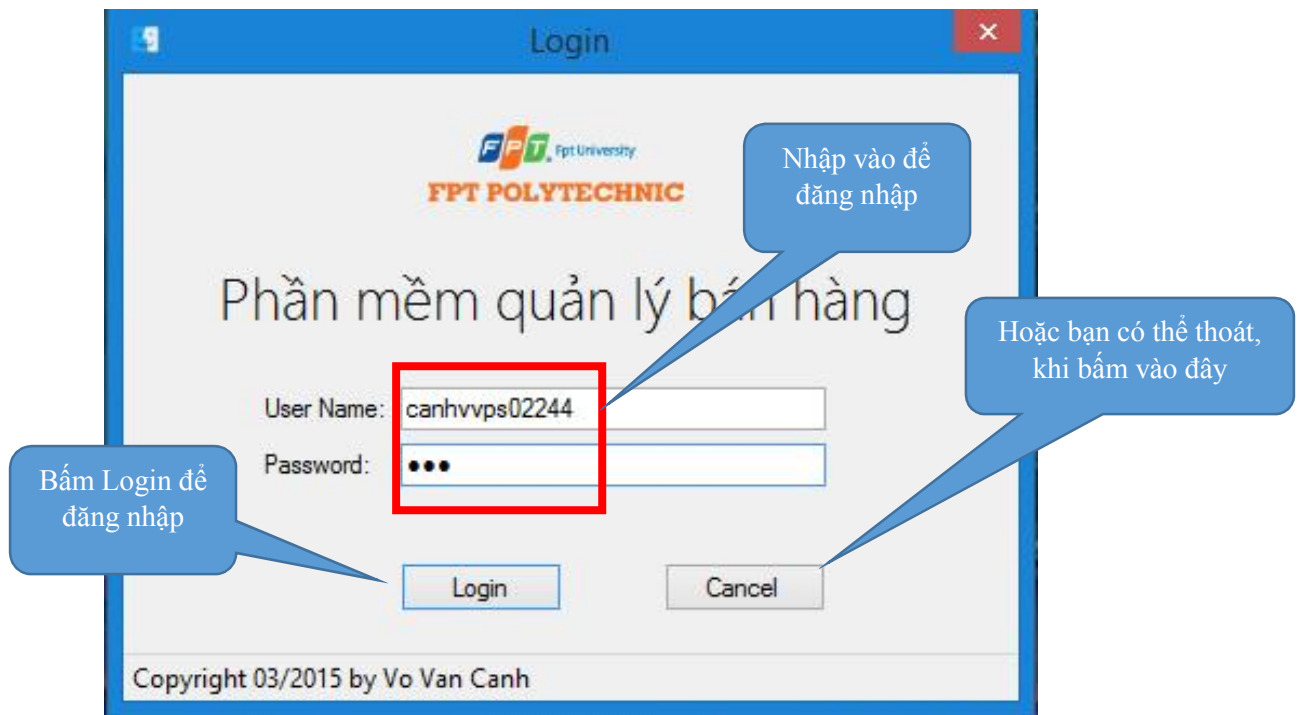 Login
FPT Fpt University
FPT POLYTECHNIC
Nhập vào để
đăng nhập
Phần mềm quản lý bán hàng
Hoặc bạn có thể thoát,
khi bấm vào đây
User Name: canhvvps02244
Password: ●●●
Bấm Login để
đăng nhập
Login Cancel
Copyright 03/2015 by Vo Van Canh